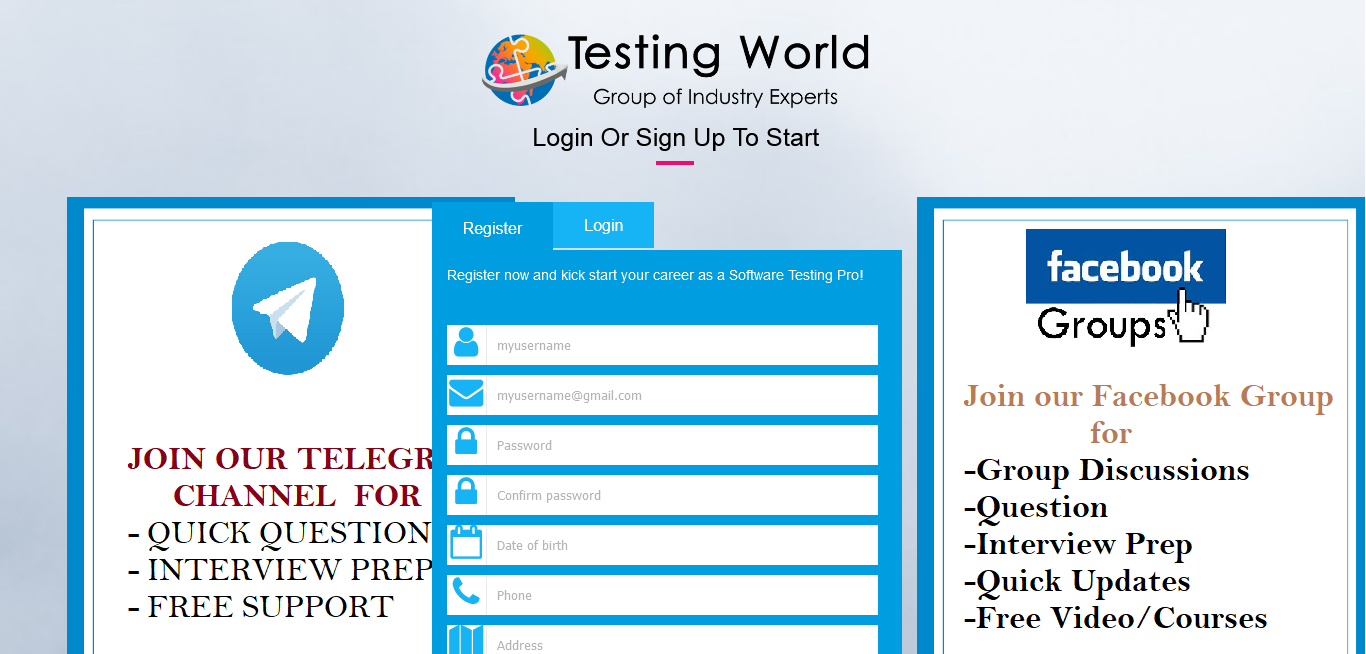 Testing World
Group of Industry Experts
Login Or Sign Up To Start
JOIN OUR
CHANNEL FOR
- QUICK QUESTION
- INTERVIEW PREP
- FREE SUPPORT
Register
Login
Register now and kick start your career as a Software Testing Pro!
myusername
myusername@gmail.com
Password
Confirm password
Date of birth
Phone
Address
facebook
Groups
Join our Facebook Group
for
-Group Discussions
-Question
-Interview Prep
-Quick Updates
-Free Video/Courses